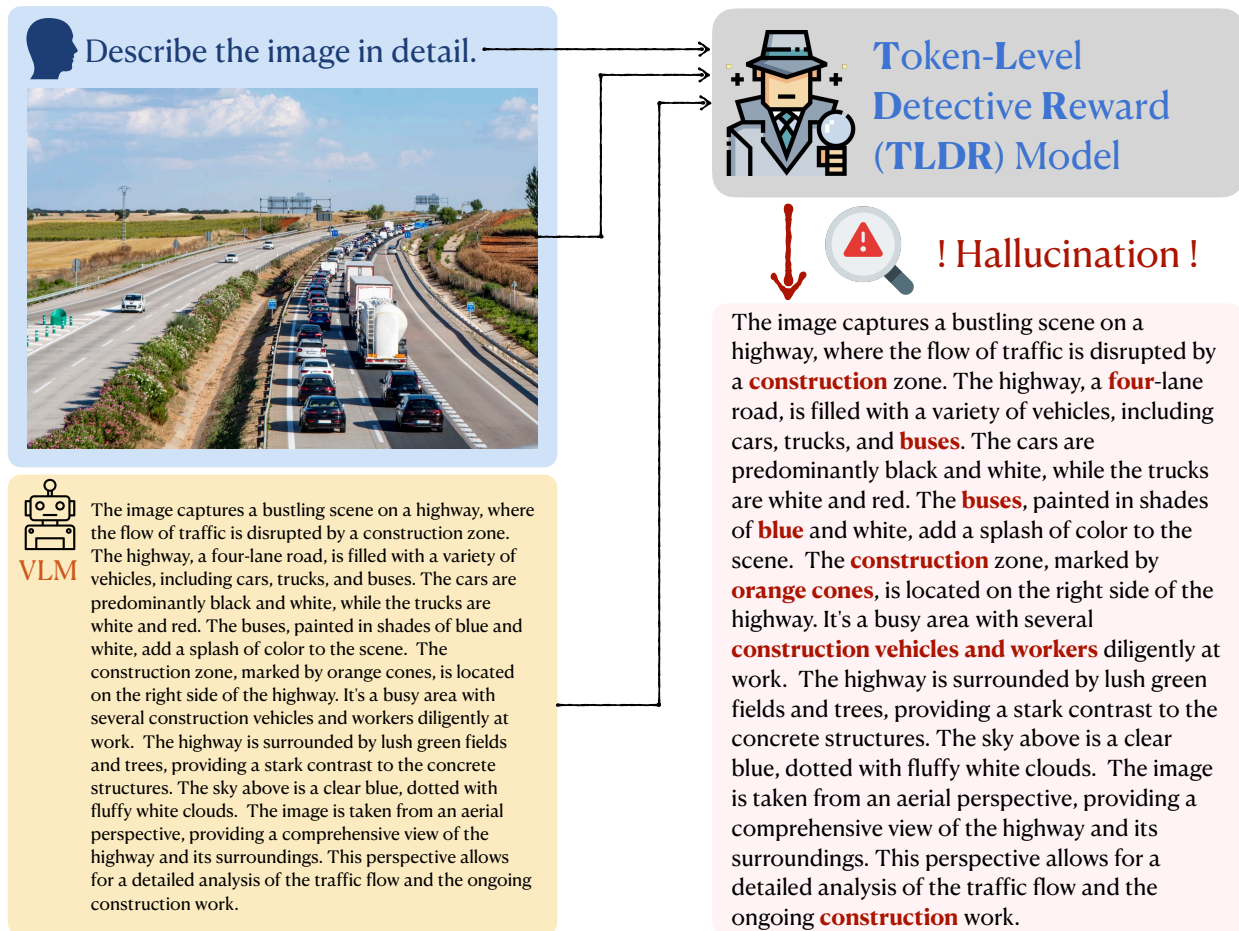 Describe the image in detail.
VLM
The image captures a bustling scene on a highway, where
the flow of traffic is disrupted by a construction zone.
The highway, a four-lane road, is filled with a variety of
vehicles, including cars, trucks, and buses. The cars are
predominantly black and white, while the trucks are
white and red. The buses, painted in shades of blue and
white, add a splash of color to the scene.  The
construction zone, marked by orange cones, is located
on the right side of the highway. It's a busy area with
several construction vehicles and workers diligently at
work.  The highway is surrounded by lush green fields
and trees, providing a stark contrast to the concrete
structures. The sky above is a clear blue, dotted with
fluffy white clouds.  The image is taken from an aerial
perspective, providing a comprehensive view of the
highway and its surroundings. This perspective allows
for a detailed analysis of the traffic flow and the ongoing
construction work.
Token-Level
Detective Reward
(TLDR) Model
! Hallucination !
The image captures a bustling scene on a
highway, where the flow of traffic is disrupted by
a construction zone. The highway, a four-lane
road, is filled with a variety of vehicles, including
cars, trucks, and buses. The cars are
predominantly black and white, while the trucks
are white and red. The buses, painted in shades
of blue and white, add a splash of color to the
scene.  The construction zone, marked by
orange cones, is located on the right side of the
highway. It's a busy area with several
construction vehicles and workers diligently at
work.  The highway is surrounded by lush green
fields and trees, providing a stark contrast to the
concrete structures. The sky above is a clear
blue, dotted with fluffy white clouds.  The image
is taken from an aerial perspective, providing a
comprehensive view of the highway and its
surroundings. This perspective allows for a
detailed analysis of the traffic flow and the
ongoing construction work.